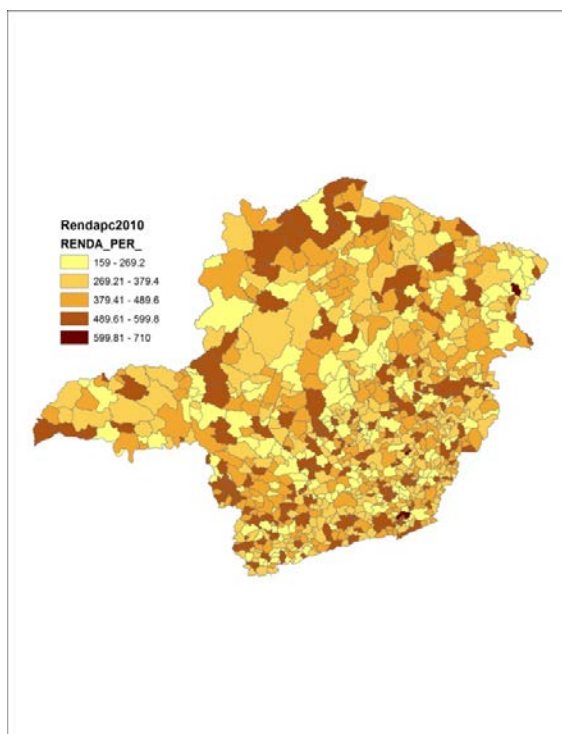 Rendapc2010
RENDA_PER_
159 - 269.2
269.21 - 379.4
379.41 - 489.6
489.61 - 599.8
599.81 - 710